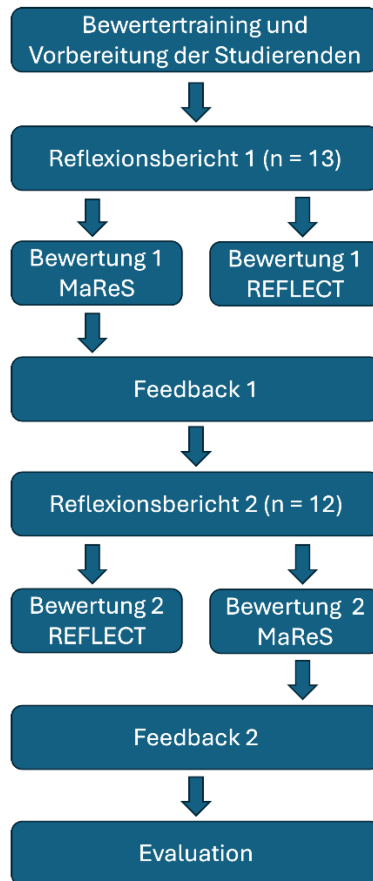 Bewertertraining und
Vorbereitung der Studierenden
Reflexionsbericht 1 (n = 13)
Bewertung 1
MaReS
Bewertung 1
REFLECT
Feedback 1
Reflexionsbericht 2 (n = 12)
Bewertung 2
REFLECT
Bewertung 2
MaReS
Feedback 2
Evaluation